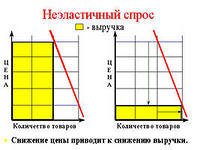 Неэластичный спрос
- выручка
Ц Е Н А
Ц Е Н А
Количество товаров
Количество товаров
Снижение цены приводит к снижению выручки.